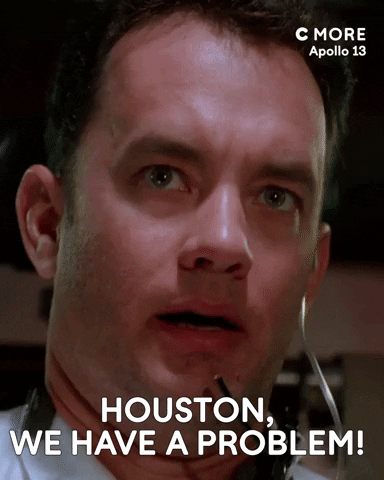 C MORE
Apollo 13
HOUSTON,
WE HAVE A PROBLEM!